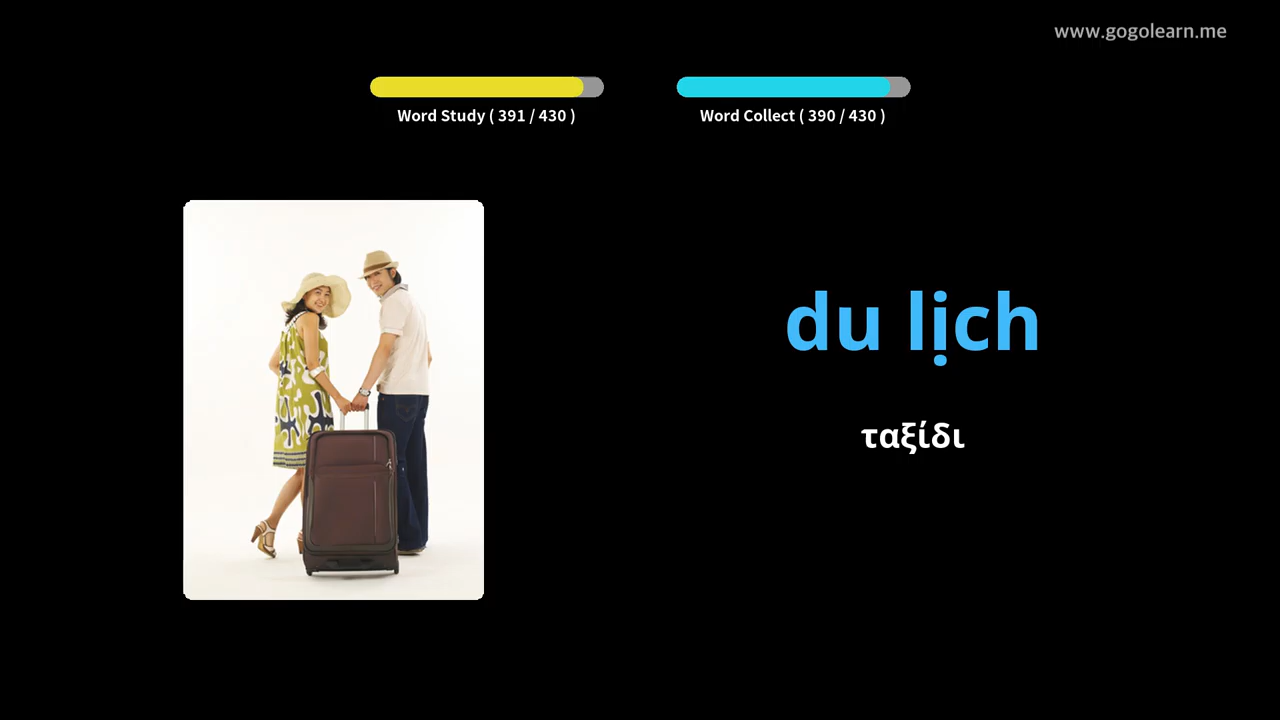 www.gogolearn.me
Word Study ( 391 / 430 )
Word Collect ( 390 / 430 )
du lịch
ταξίδι